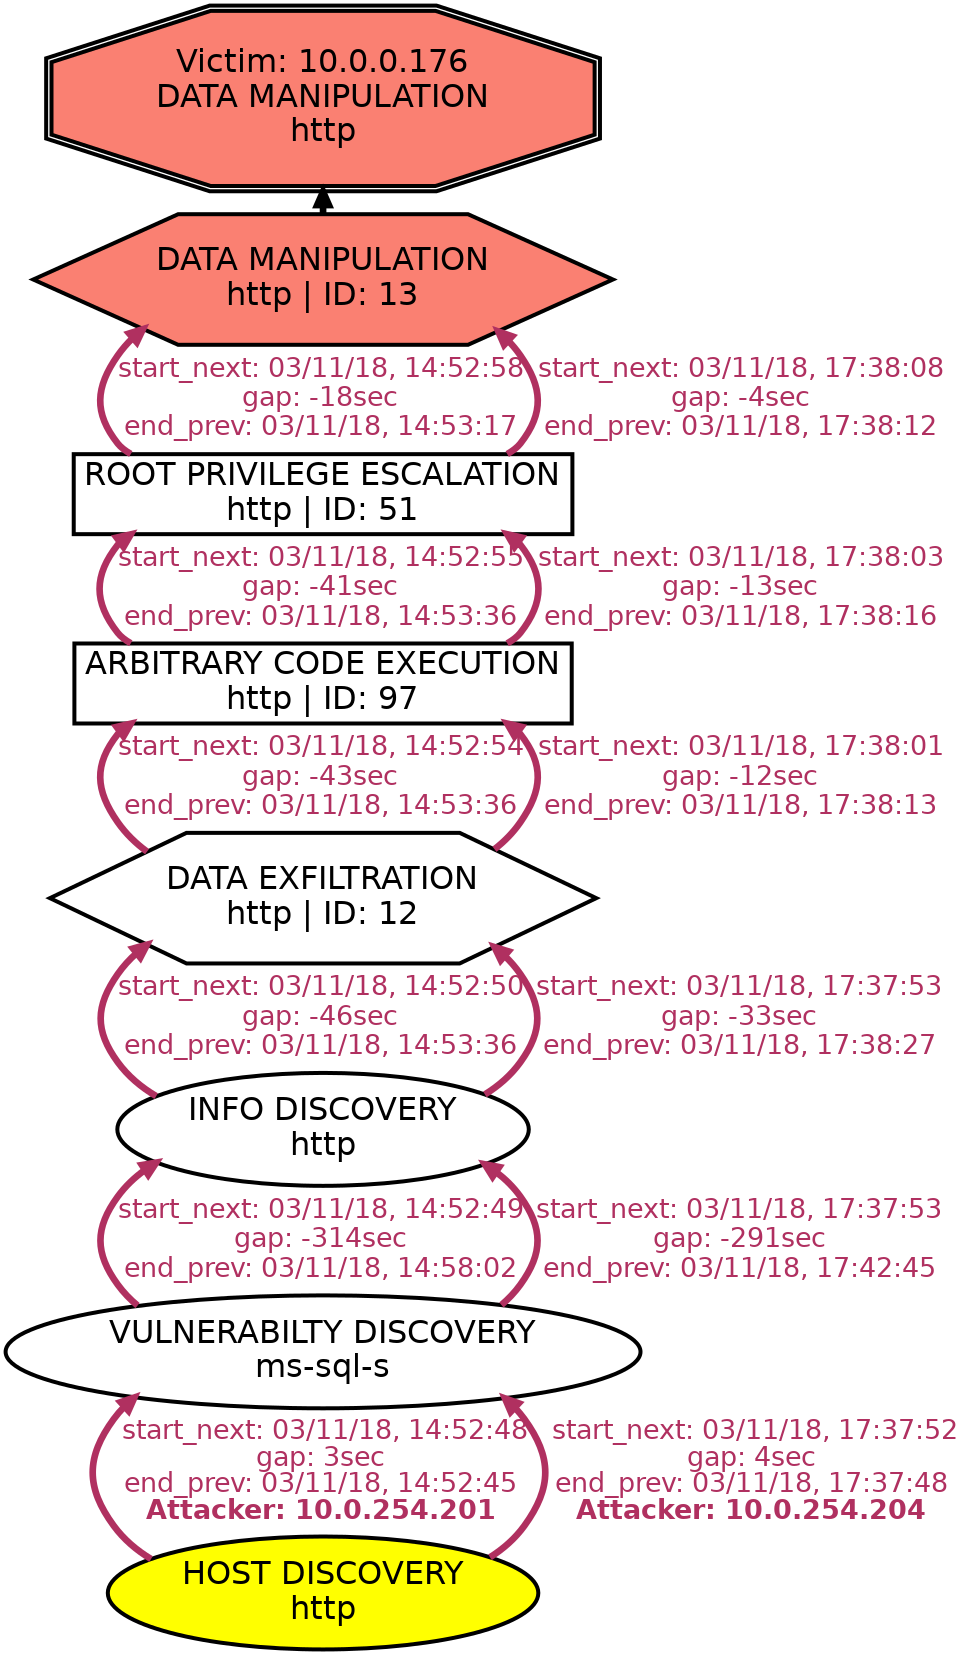 Victim: 10.0.0.176
DATA MANIPULATION
http
DATA MANIPULATION
http | ID: 13
start_next: 03/11/18, 14:52:58
gap: -18sec
end_prev: 03/11/18, 14:53:17
start_next: 03/11/18, 17:38:08
gap: -4sec
end_prev: 03/11/18, 17:38:12
ROOT PRIVILEGE ESCALATION
http | ID: 51
start_next: 03/11/18, 14:52:55
gap: -41sec
end_prev: 03/11/18, 14:53:36
start_next: 03/11/18, 17:38:03
gap: -13sec
end_prev: 03/11/18, 17:38:16
ARBITRARY CODE EXECUTION
http | ID: 97
start_next: 03/11/18, 14:52:54
gap: -43sec
end_prev: 03/11/18, 14:53:36
start_next: 03/11/18, 17:38:01
gap: -12sec
end_prev: 03/11/18, 17:38:13
DATA EXFILTRATION
http | ID: 12
start_next: 03/11/18, 14:52:50
gap: -46sec
end_prev: 03/11/18, 14:53:36
start_next: 03/11/18, 17:37:53
gap: -33sec
end_prev: 03/11/18, 17:38:27
INFO DISCOVERY
http
start_next: 03/11/18, 14:52:49
gap: -314sec
end_prev: 03/11/18, 14:58:02
start_next: 03/11/18, 17:37:53
gap: -291sec
end_prev: 03/11/18, 17:42:45
VULNERABILTY DISCOVERY
ms-sql-s
start_next: 03/11/18, 14:52:48
gap: 3sec
end_prev: 03/11/18, 14:52:45
Attacker: 10.0.254.201
start_next: 03/11/18, 17:37:52
gap: 4sec
end_prev: 03/11/18, 17:37:48
Attacker: 10.0.254.204
HOST DISCOVERY
http